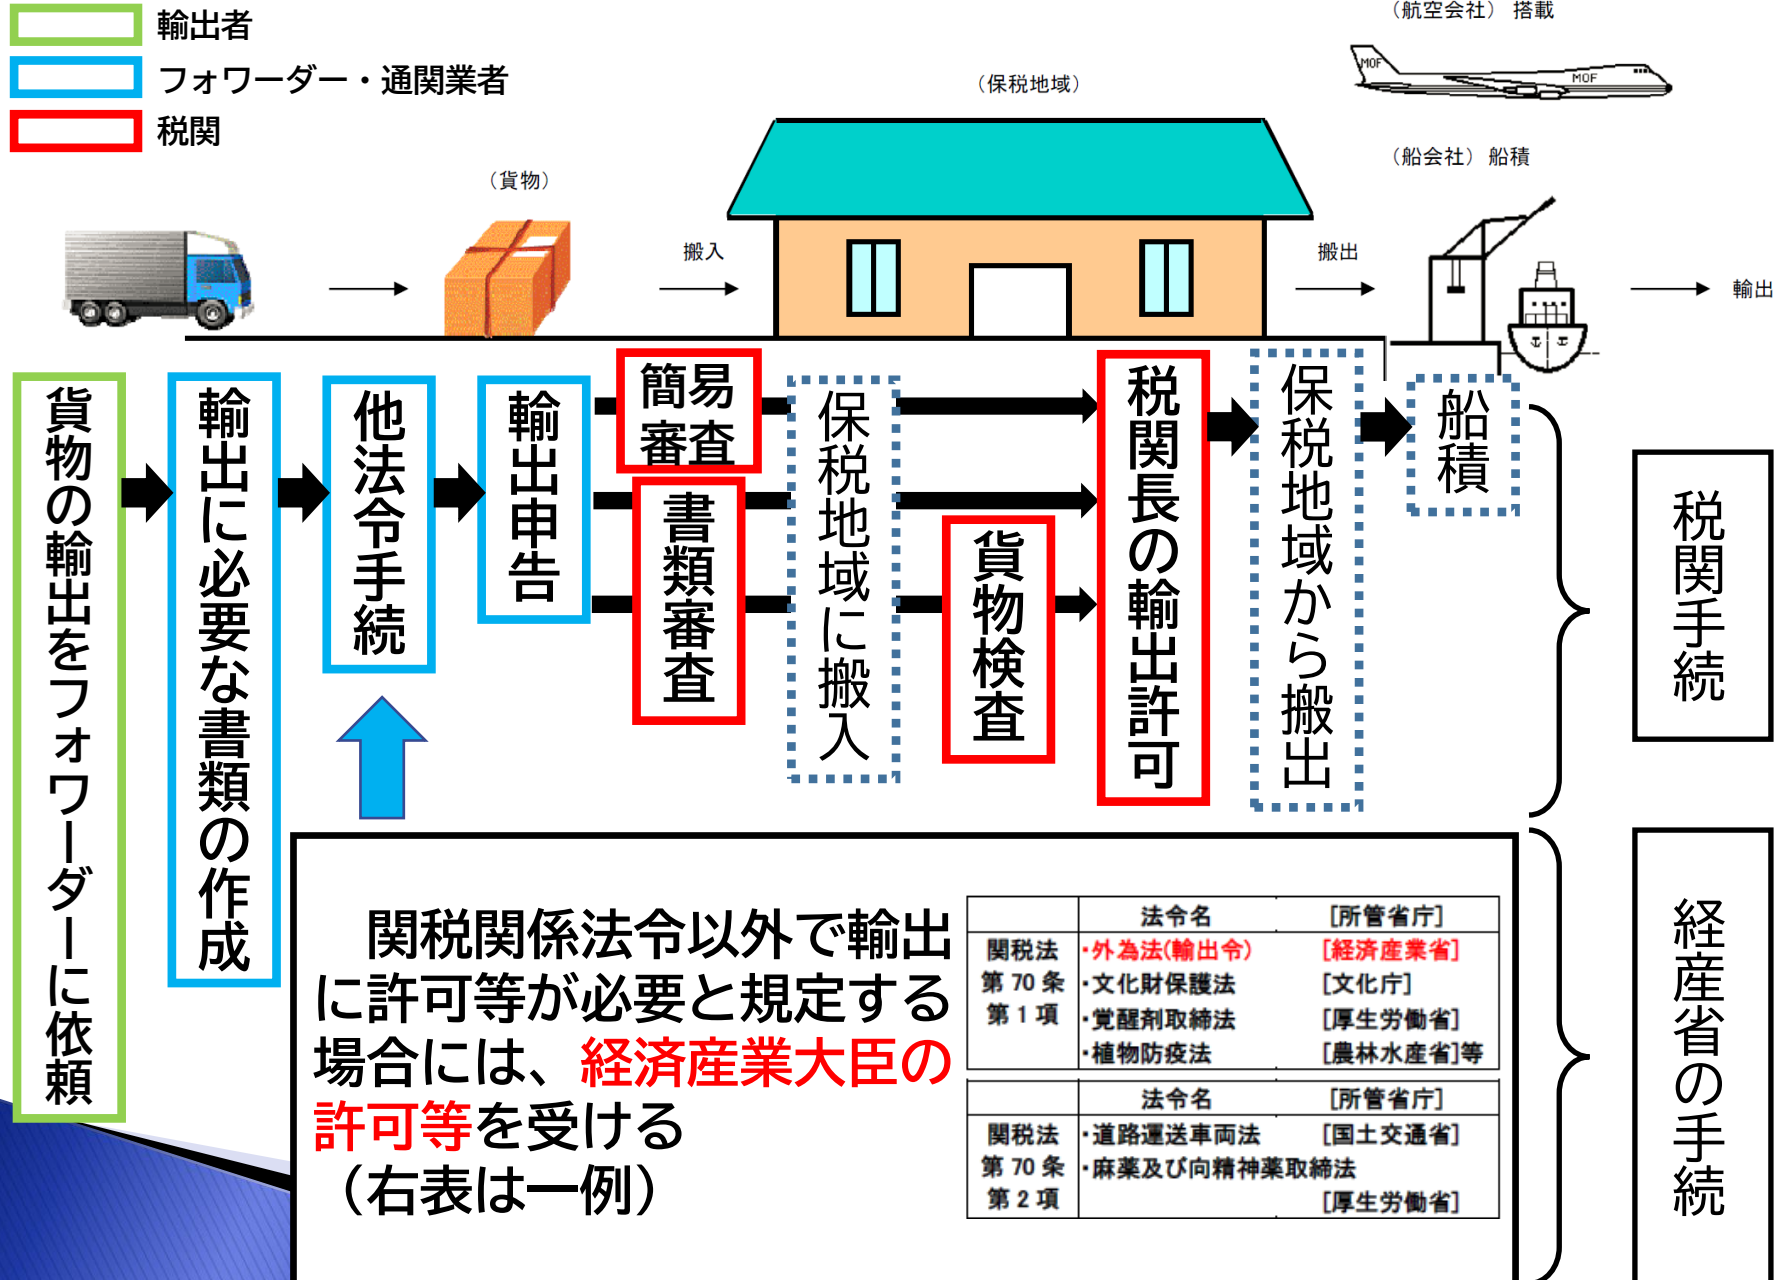 輸出者
フォワーダー・通関業者
税関
（航空会社）搭載
MOF
MOF
（保税地域）
（船会社）船積
（貨物）
搬入
搬出
輸出
貨物の輸出をフォワーダーに依頼
輸出に必要な書類の作成
他法令手続
輸出申告
簡易
審査
書類審査
保税地域に搬入
貨物検査
税関長の輸出許可
保税地域から搬出
船積
税関手続
関税関係法令以外で輸出
に許可等が必要と規定する
場合には、経済産業大臣の
許可等を受ける
（右表は一例）
法令名 [所管省庁]
関税法 ・外為法(輸出令) [経済産業省]
第70条 ・文化財保護法 [文化庁]
第1項 ・覚醒剤取締法 [厚生労働省]
・植物防疫法 [農林水産省]等
法令名 [所管省庁]
関税法 ・道路運送車両法 [国土交通省]
第70条 ・麻薬及び向精神薬取締法
第2項 [厚生労働省]
経産省の手続